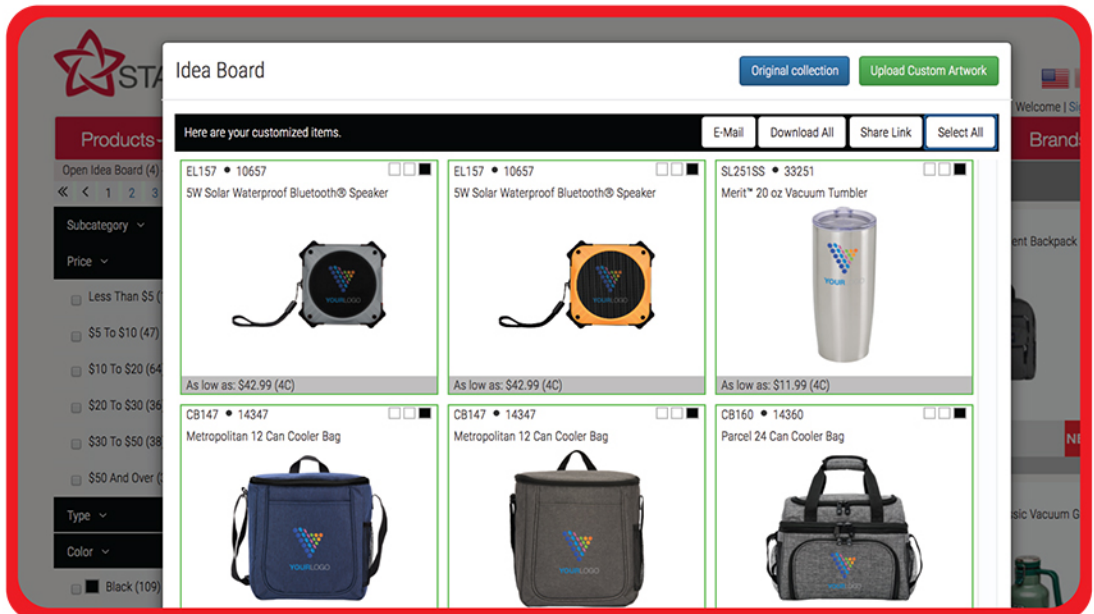 Idea Board
Original collection
Upload Custom Artwork
STA
Welcome |
Products
Here are your customized items.
E-Mail
Download All
Share Link
Select All
Brand
Open Idea Board (4)
« < 1 2 3
EL157 • 10657
5W Solar Waterproof Bluetooth® Speaker
EL157 • 10657
5W Solar Waterproof Bluetooth® Speaker
SL251SS • 33251
Merit™ 20 oz Vacuum Tumbler
Subcategory
Price
Less Than $5
$5 To $10 (47)
$10 To $20 (64
$20 To $30 (36
$30 To $50 (38
$50 And Over
Type
Color
Black (109)
YOURLOGO
YOURLOGO
YOUR
As low as: $42.99 (4C)
As low as: $42.99 (4C)
As low as: $11.99 (4C)
ent Backpack
CB147 • 14347
Metropolitan 12 Can Cooler Bag
CB147 • 14347
Metropolitan 12 Can Cooler Bag
CB160 • 14360
Parcel 24 Can Cooler Bag
YOURLOGO
YOURLOGO
YOURLOGO
sic Vacuum G